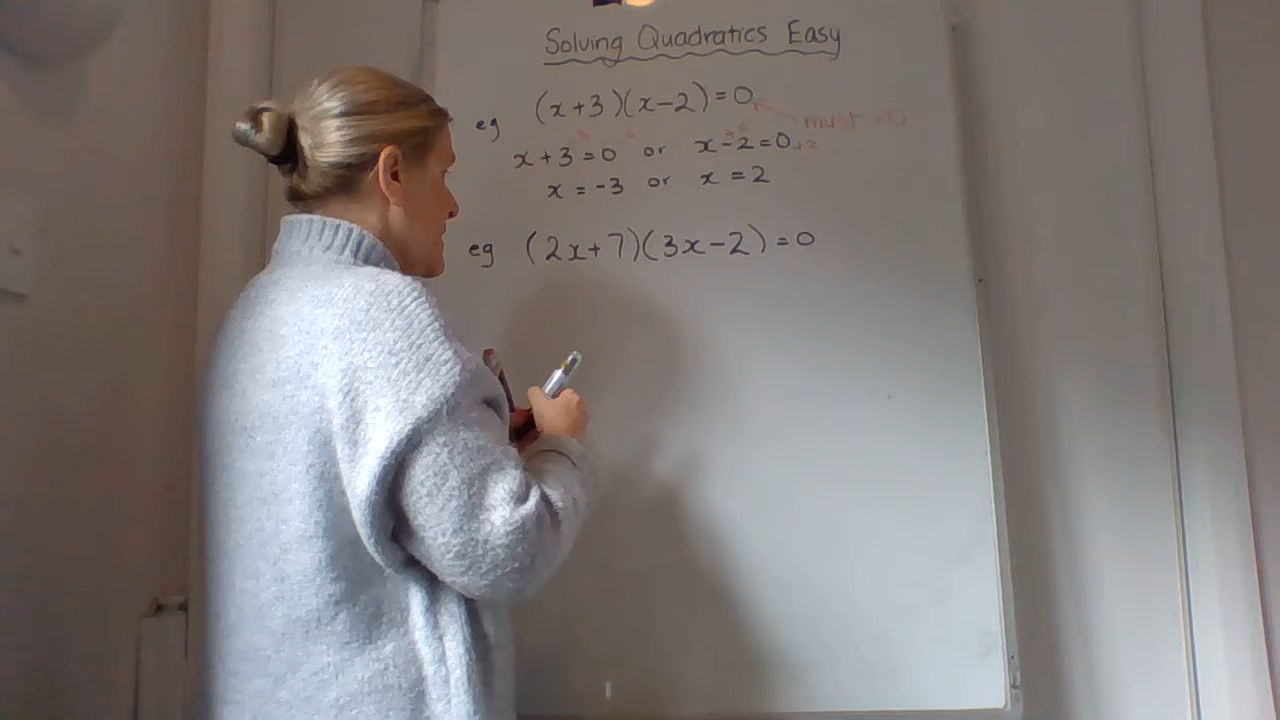 Solving Quadratics Easy
eg (x+3)(x-2)=0 must =0
x+3=0 or x-2=0 +2
x=-3 or x=2
eg (2x+7)(3x-2)=0